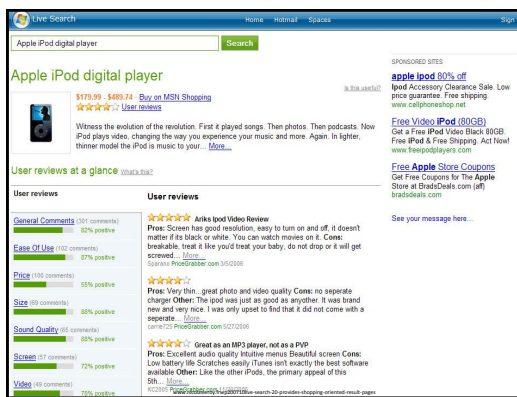 Live Search
Home Hotmail Spaces
Sign
Apple iPod digital player
Search
Apple iPod digital player
Is this useful?
$179.99 - $489.74 · Buy on MSN Shopping
User reviews
Witness the evolution of the revolution. First it played songs. Then photos. Then podcasts. Now
iPod plays video, changing the way you experience your music and more. Again. In lighter,
thinner model the iPod is music to your... More...
User reviews at a glance What's this?
User reviews
General Comments (301 comments)
82% positive
Ease Of Use (102 comments)
87% positive
Price (100 comments)
55% positive
Size (69 comments)
88% positive
Sound Quality (65 comments)
88% positive
Screen (57 comments)
72% positive
Video (49 comments)
75% positive
User reviews
Ariks Ipod Video Review
Pros: Screen has good resolution, easy to turn on and off, it doesn't
matter if its black or white. You can watch movies on it. Cons:
breakable, treat it like you'd treat your baby, do not drop or it will get
screwed... More...
Sparano PriceGrabber.com 3/5/2006
Pros: Very thin...great photo and video quality Cons: no seperate
charger Other: The ipod was just as good as anyother. It was brand
new and very nice. I was only upset to find that it did not come with a
seperate... More...
carrie725 PriceGrabber.com 5/27/2006
Great as an MP3 player, not as a PVP
Pros: Excellent audio quality Intuitive menus Beautiful screen Cons:
Low battery life Scratches easily iTunes isn't exactly the best software
available Other: Like the other iPods, the primary appeal of this
5th... More...
KC2005 PriceGrabber.com
SPONSORED SITES
apple ipod 80% off
Ipod Accessory Clearance Sale. Low
price guarantee. Free shipping.
www.cellphoneshop.net
Free Video iPod (80GB)
Get a Free iPod Video Black 80GB.
Free iPod & Free Shipping. Act Now!
www.freeipodplayers.com
Free Apple Store Coupons
Get Free Coupons for The Apple
Store at BradsDeals.com (aff)
bradsdeals.com
See your message here...